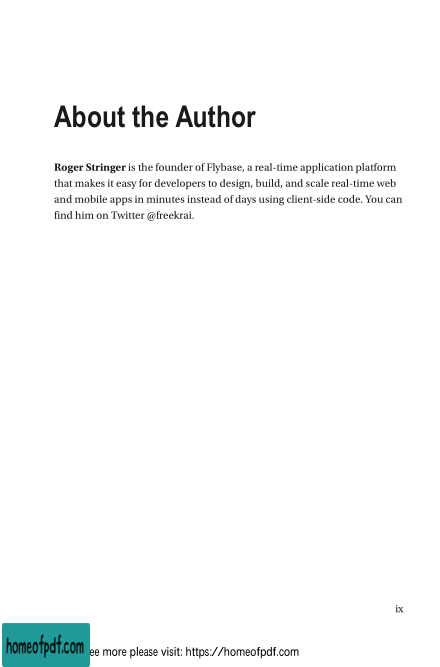 About the Author
Roger Stringer is the founder of Flybase, a real-time application platform
that makes it easy for developers to design, build, and scale real-time web
and mobile apps in minutes instead of days using client-side code. You can
find him on Twitter @freekrai.
ix
homeofpdf.com
ee more please visit: https://homeofpdf.com